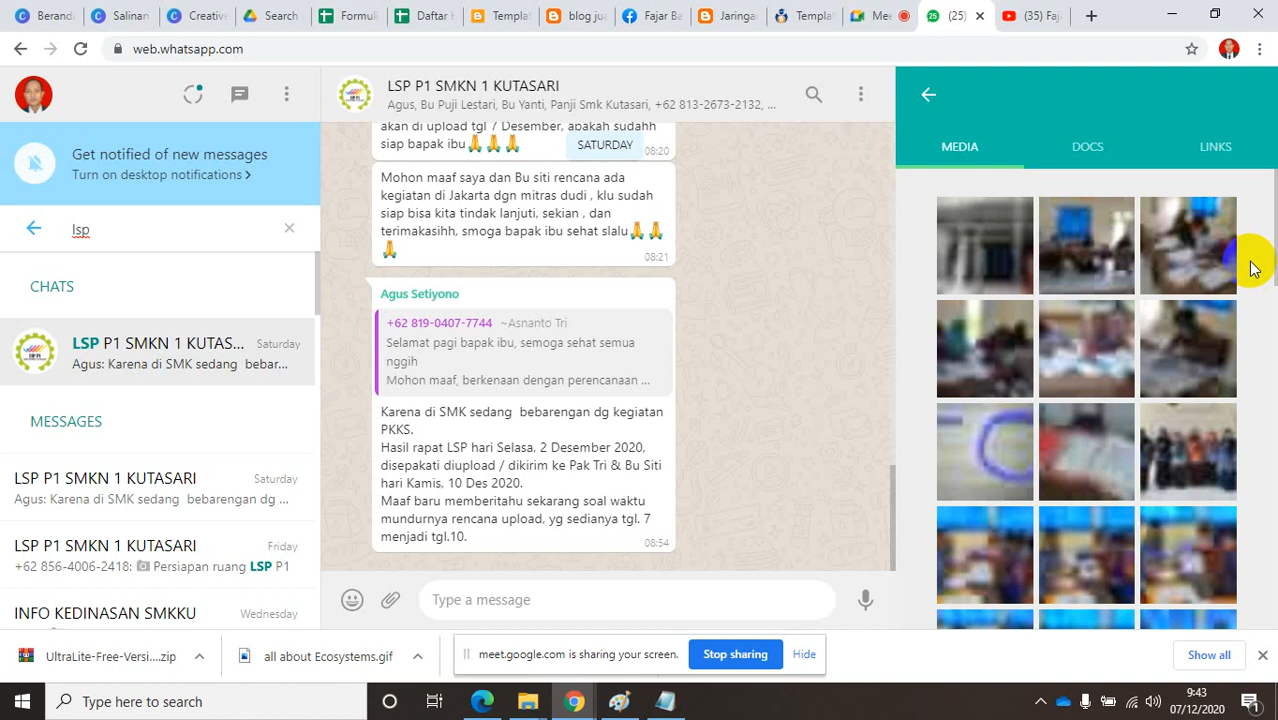 Berand
Salinan
Creativ
Search
Formuli
Daftar H
Templat
blog jua
Fajar Ba
Jaringan
Templat
Mee
(25)
(35) Faj
web.whatsapp.com
Get notified of new messages
Turn on desktop notifications >
lsp
CHATS
LSP P1 SMKN 1 KUTAS... Saturday
Agus: Karena di SMK sedang bebar...
MESSAGES
LSP P1 SMKN 1 KUTASARI Saturday
Agus: Karena di SMK sedang bebarengan dg ...
LSP P1 SMKN 1 KUTASARI Friday
+62 856-4006-2418: Persiapan ruang LSP P1
INFO KEDINASAN SMKKU Wednesday
LSP P1 SMKN 1 KUTASARI
Agus, Bu Puji Lestari, Bu Yanti, Panji Smk Kutasari, +62 813-2673-2132, ...
akan di upload tgl 7 Desember, apakah sudahh
siap bapak ibu🙏🙏🙏 08:20
SATURDAY
Mohon maaf saya dan Bu siti rencana ada
kegiatan di Jakarta dgn mitras dudi , klu sudah
siap bisa kita tindak lanjuti, sekian , dan
terimakasihh, smoga bapak ibu sehat slalu🙏🙏
🙏 08:21
Agus Setiyono
+62 819-0407-7744 ~Asnanto Tri
Selamat pagi bapak ibu, semoga sehat semua
nggih
Mohon maaf, berkenaan dengan perencanaan ...
Karena di SMK sedang bebarengan dg kegiatan
PKKS.
Hasil rapat LSP hari Selasa, 2 Desember 2020,
disepakati diupload / dikirim ke Pak Tri & Bu Siti
hari Kamis, 10 Des 2020.
Maaf baru memberitahu sekarang soal waktu
mundurnya rencana upload, yg sedianya tgl. 7
menjadi tgl.10. 08:54
Type a message
MEDIA DOCS LINKS
UltraLite-Free-Versi....zip
all about Ecosystems.gif
meet.google.com is sharing your screen. Stop sharing Hide
Show all
Type here to search
9:43
07/12/2020